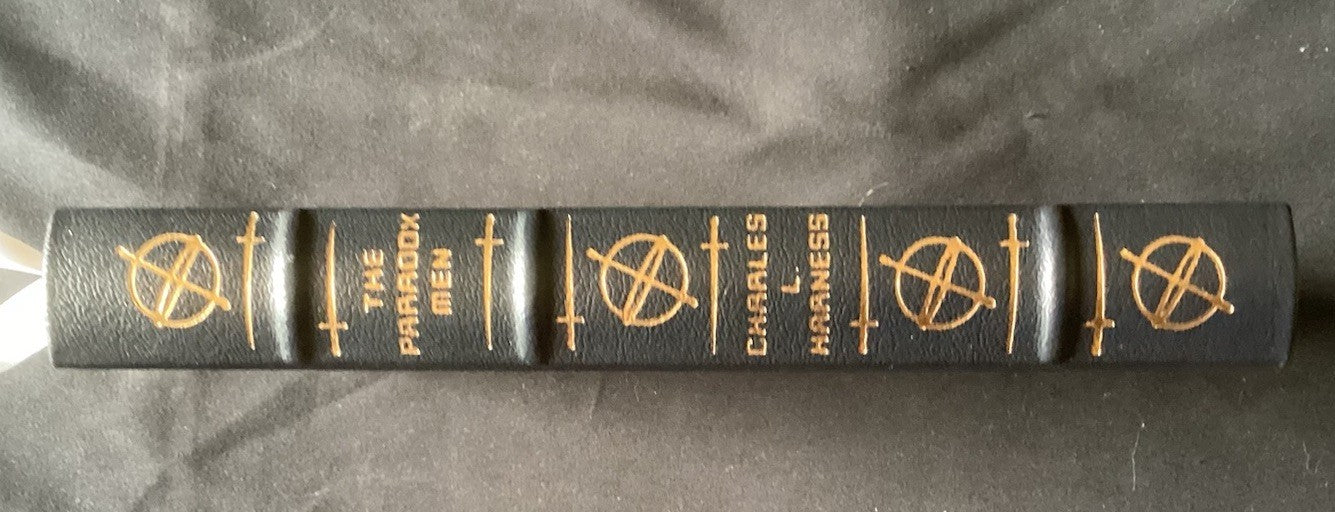 THE
PARADOX
MEN
CHARLES
L.
HARNESS